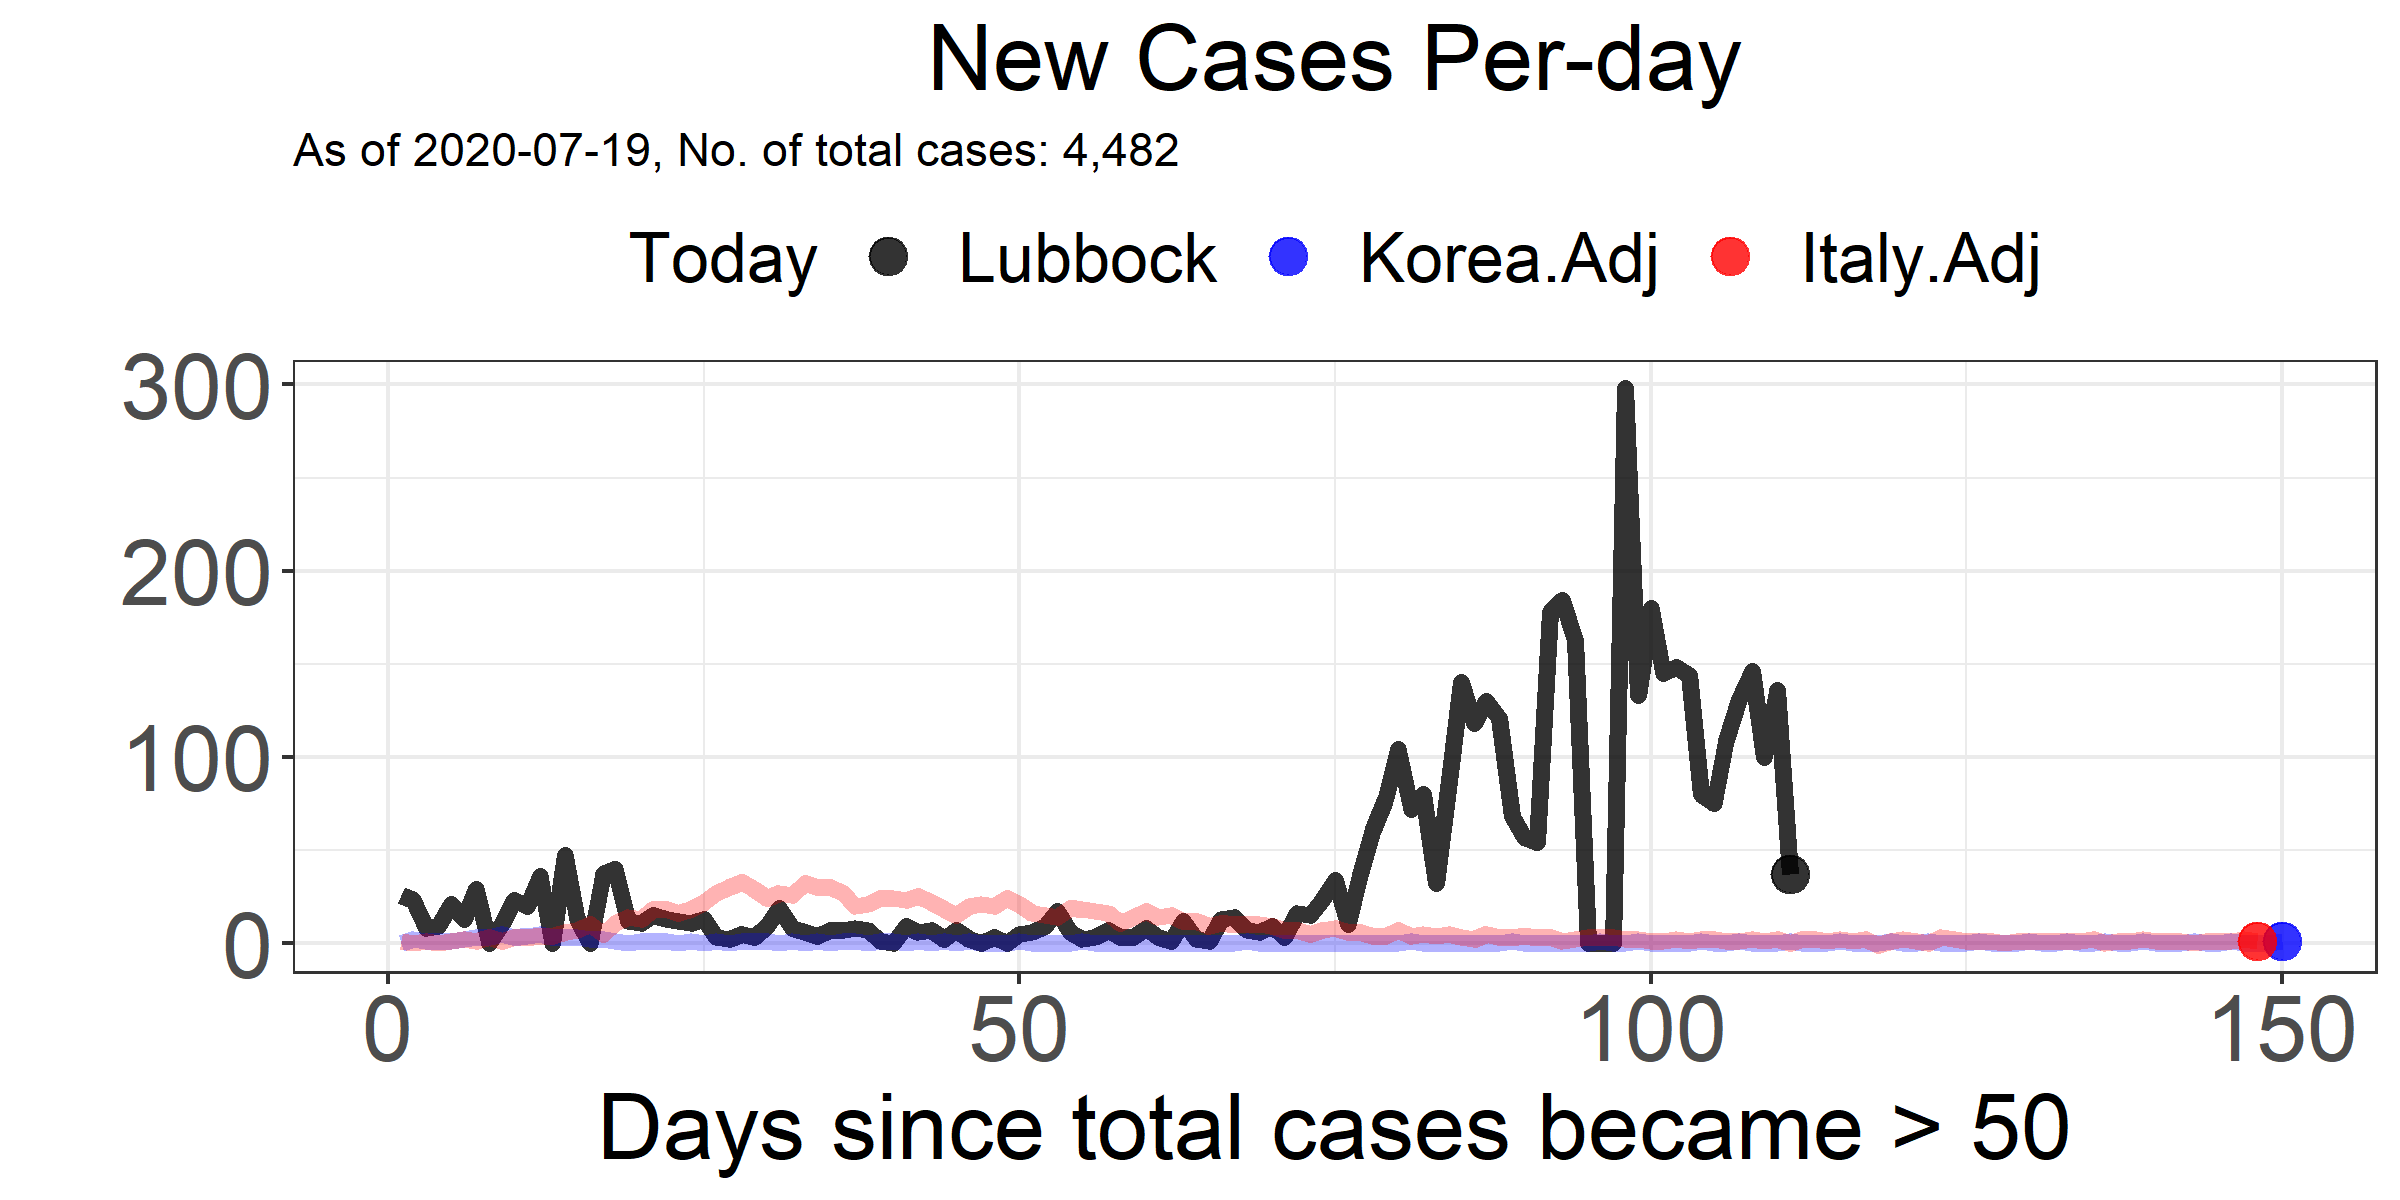 New Cases Per-day
As of 2020-07-19, No. of total cases: 4,482
Today Lubbock Korea.Adj Italy.Adj
300
200
100
0
0 50 100 150
Days since total cases became > 50